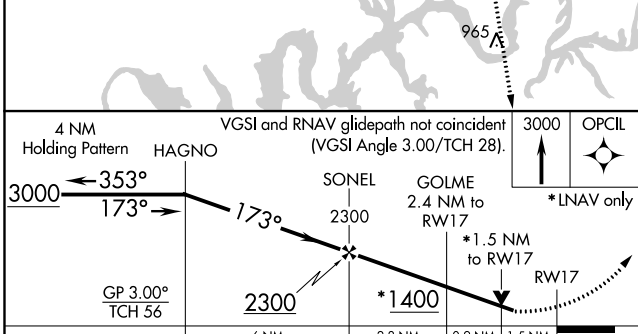 965
4 NM
Holding Pattern
HAGNO
VGSI and RNAV glidepath not coincident
(VGSI Angle 3.00/TCH 28).
3000
OPCIL
*LNAV only
3000
353°
173°
173°
SONEL
2300
GOLME
2.4 NM to
RW17
*1.5 NM
to RW17
RW17
GP 3.00°
TCH 56
2300
*1400